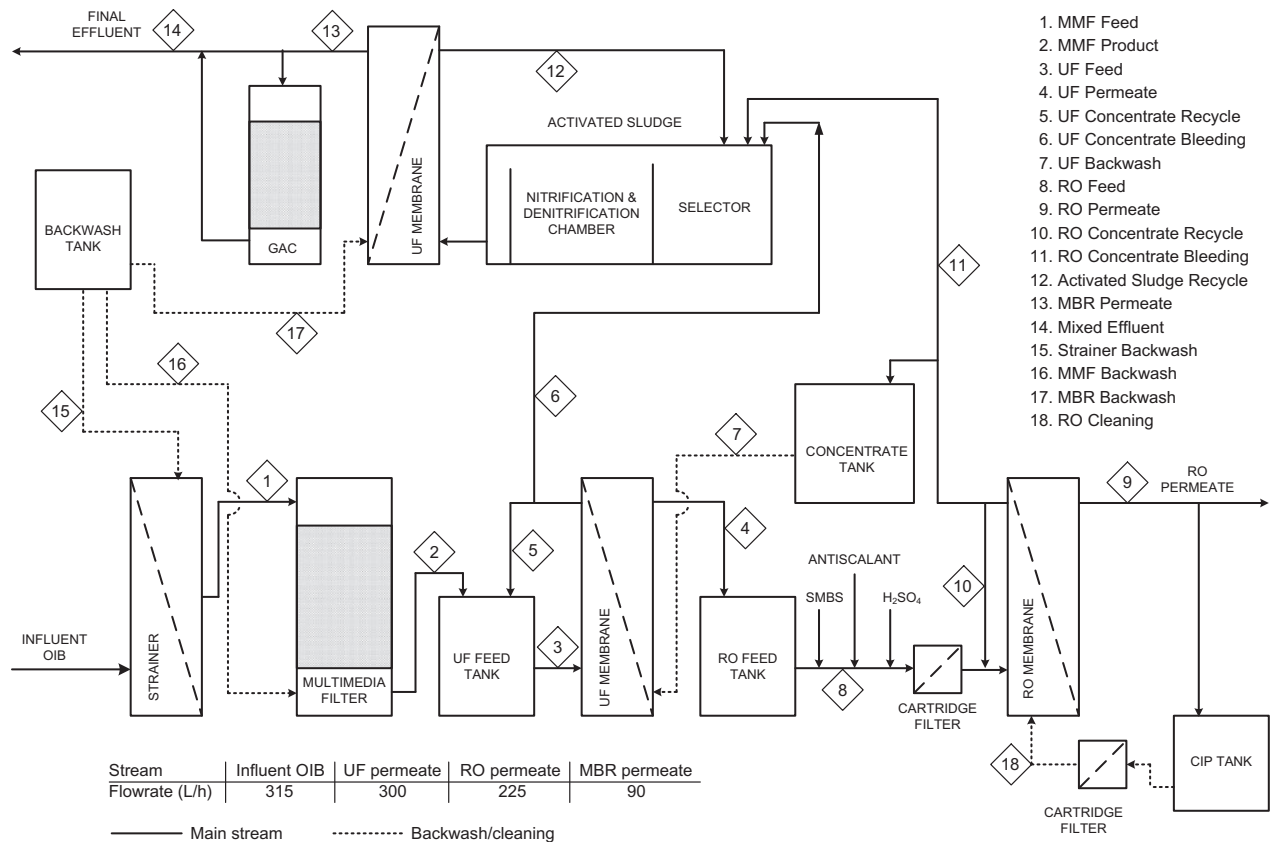 FINAL
EFFLUENT
14
13
12
ACTIVATED SLUDGE
UF MEMBRANE
NITRIFICATION &
DENITRIFICATION
CHAMBER
SELECTOR
GAC
BACKWASH
TANK
17
16
15
11
6
7
CONCENTRATE
TANK
1
2
5
4
3
9
RO
PERMEATE
10
ANTISCALANT
SMBS
H₂SO₄
INFLUENT
OIB
STRAINER
MULTIMEDIA
FILTER
UF FEED
TANK
UF MEMBRANE
RO FEED
TANK
8
CARTRIDGE
FILTER
RO MEMBRANE
18
CARTRIDGE
FILTER
CIP TANK
1. MMF Feed
2. MMF Product
3. UF Feed
4. UF Permeate
5. UF Concentrate Recycle
6. UF Concentrate Bleeding
7. UF Backwash
8. RO Feed
9. RO Permeate
10. RO Concentrate Recycle
11. RO Concentrate Bleeding
12. Activated Sludge Recycle
13. MBR Permeate
14. Mixed Effluent
15. Strainer Backwash
16. MMF Backwash
17. MBR Backwash
18. RO Cleaning
Stream Influent OIB UF permeate RO permeate MBR permeate
Flowrate (L/h) 315 300 225 90
Main stream
Backwash/cleaning